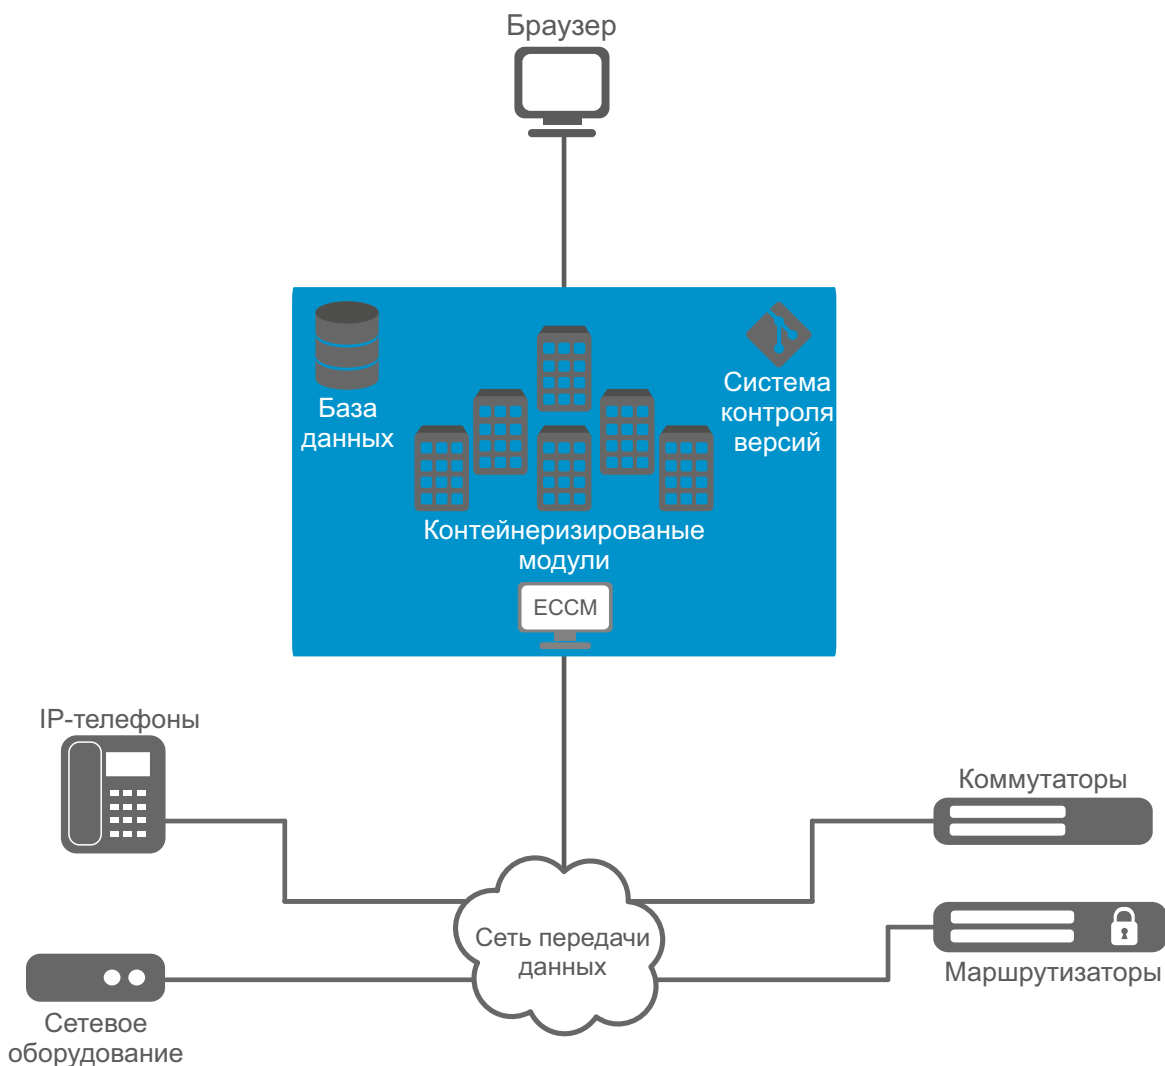 Браузер
База
данных
Система
контроля
версий
Контейнеризированые
модули
ECCM
IP-телефоны
Коммутаторы
Сеть передачи
данных
Маршрутизаторы
Сетевое
оборудование